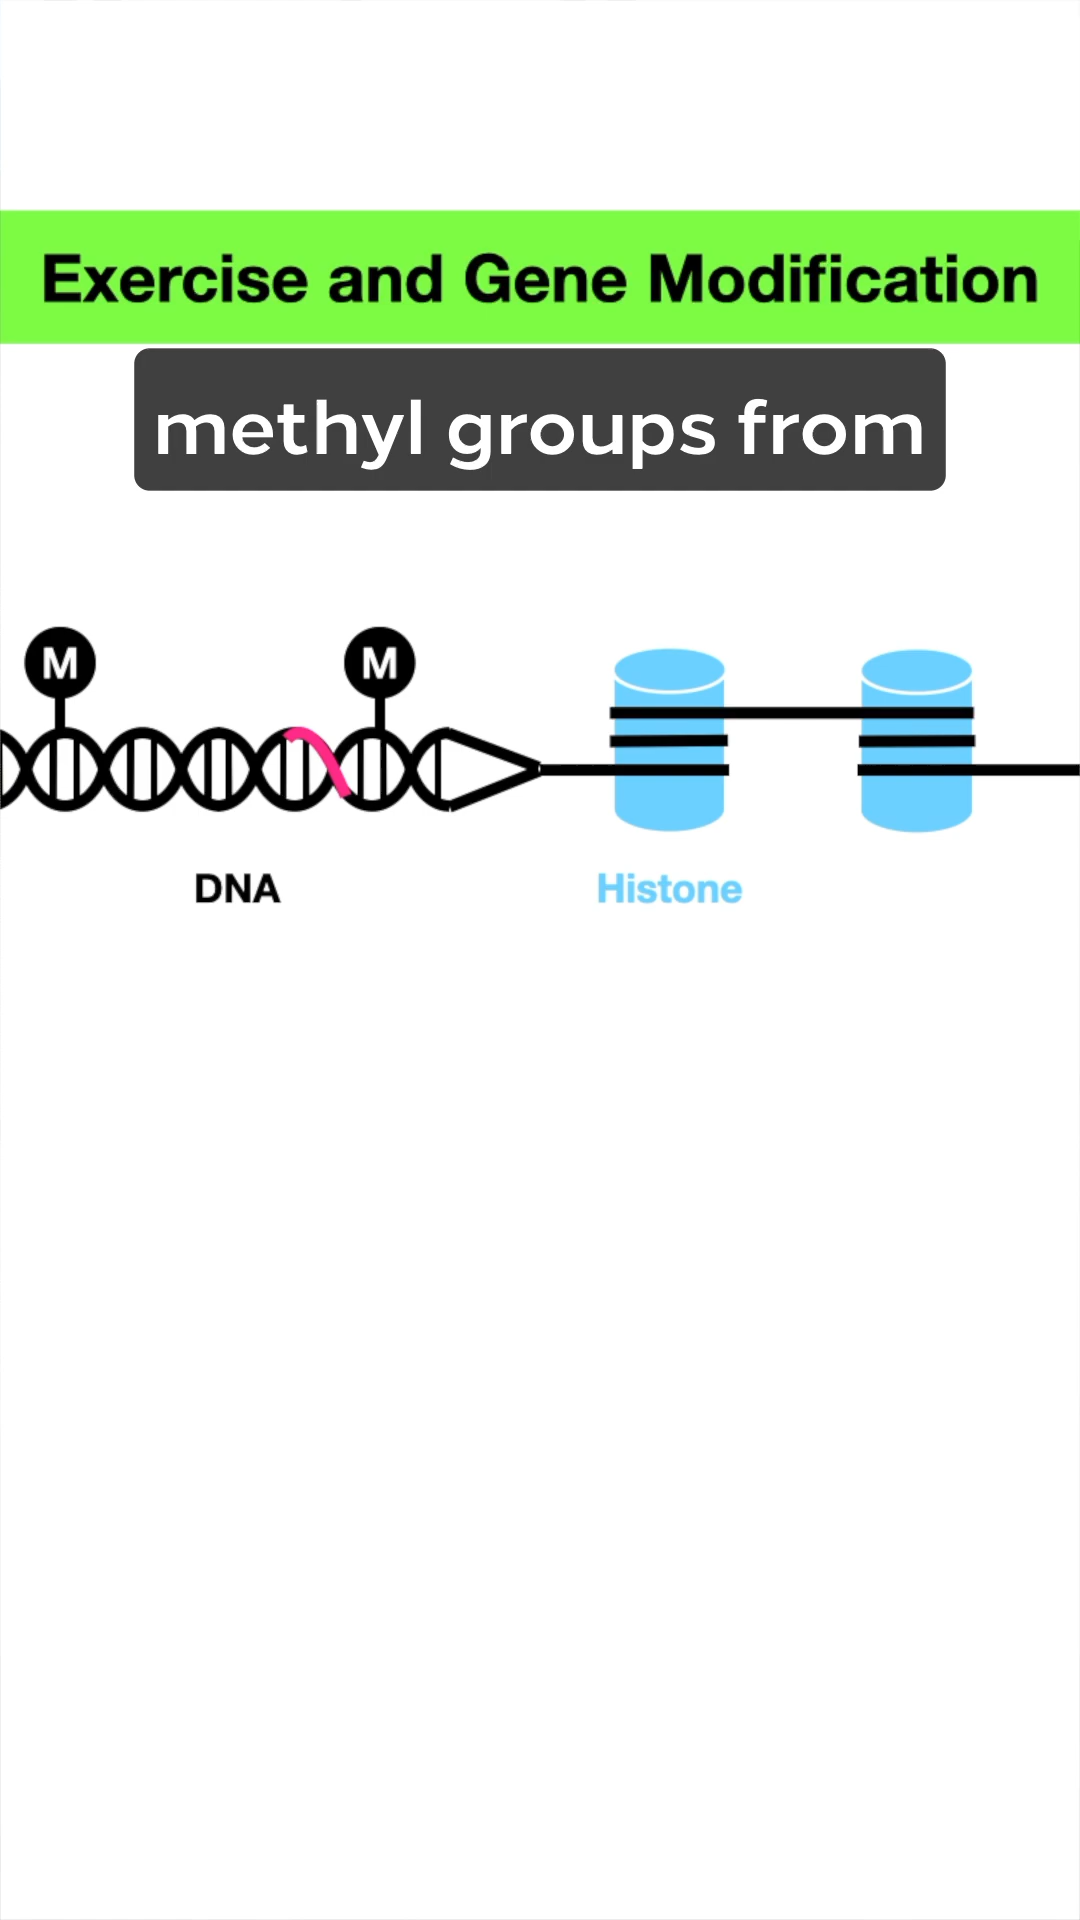 Exercise and Gene Modification
methyl groups from
M
M
DNA
Histone